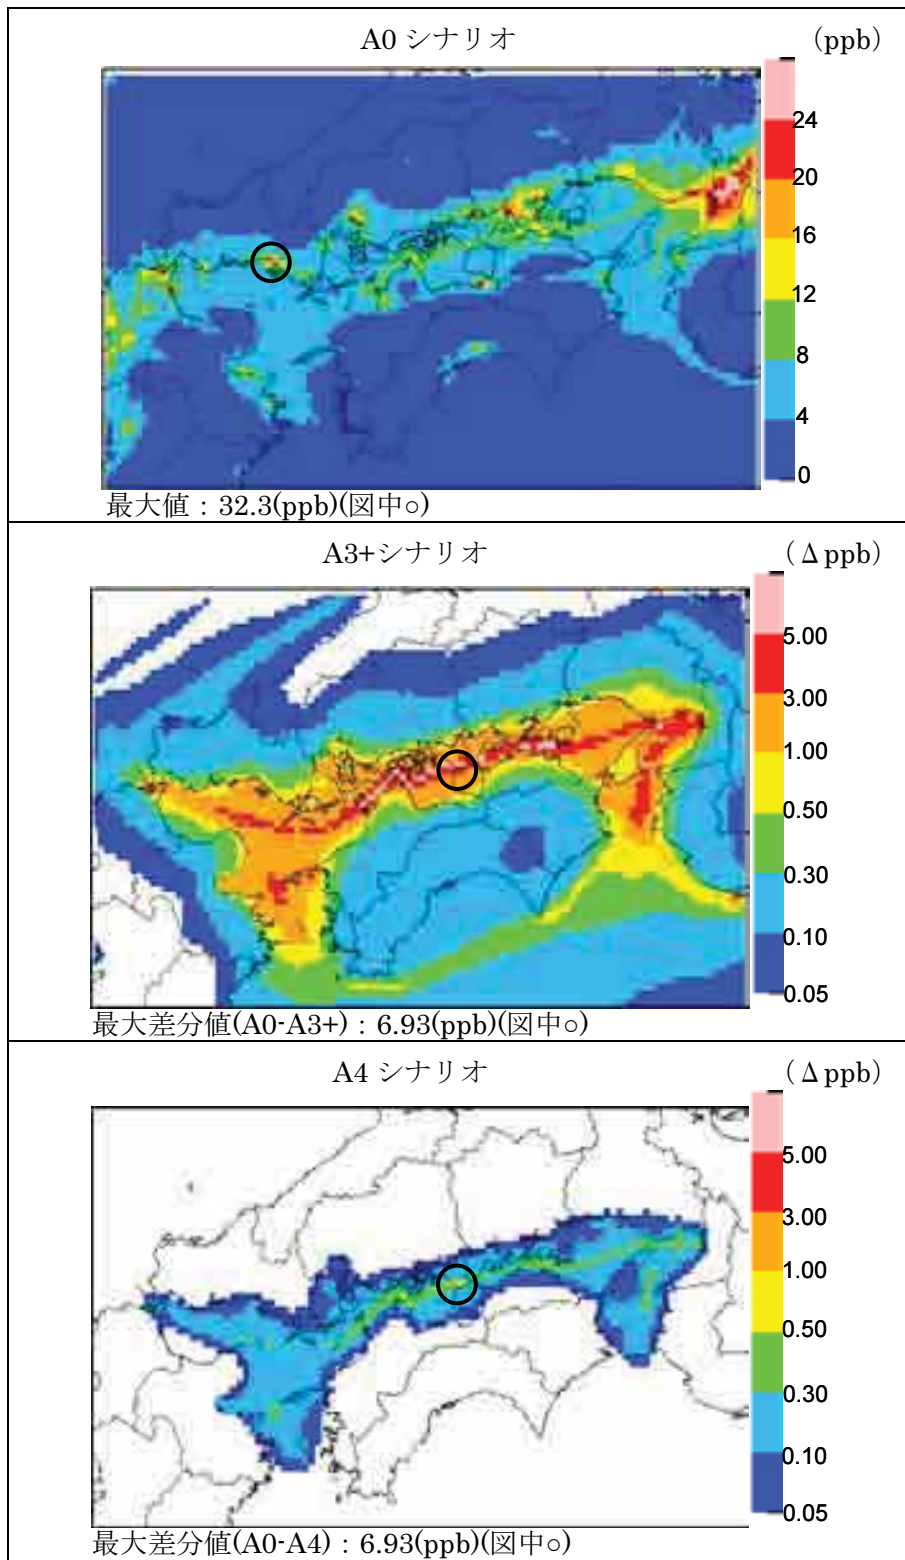 A0 シナリオ
(ppb)
24
20
16
12
8
4
0
最大値：32.3(ppb)(図中○)
A3+シナリオ
(Δppb)
5.00
3.00
1.00
0.50
0.30
0.10
0.05
最大差分値(A0-A3+)：6.93(ppb)(図中○)
A4 シナリオ
(Δppb)
5.00
3.00
1.00
0.50
0.30
0.10
0.05
最大差分値(A0-A4)：6.93(ppb)(図中○)